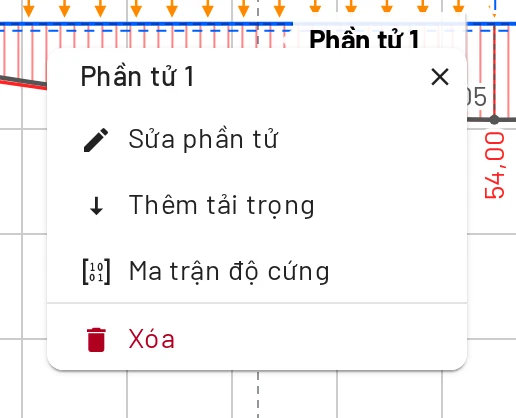 Phần tử 1
Phần tử 1
Sửa phần tử
Thêm tải trọng
Ma trận độ cứng
Xóa
05
54,00